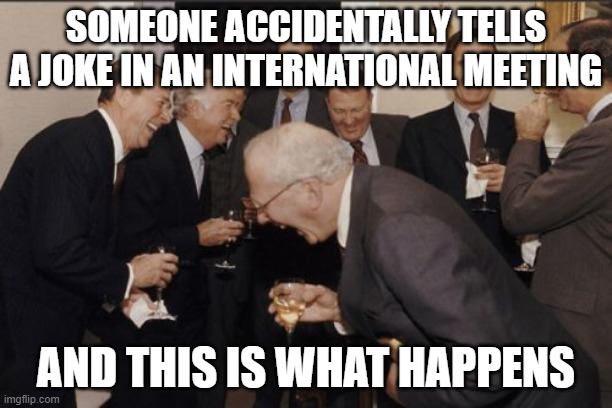 SOMEONE ACCIDENTALLY TELLS
A JOKE IN AN INTERNATIONAL MEETING
AND THIS IS WHAT HAPPENS
imgflip.com